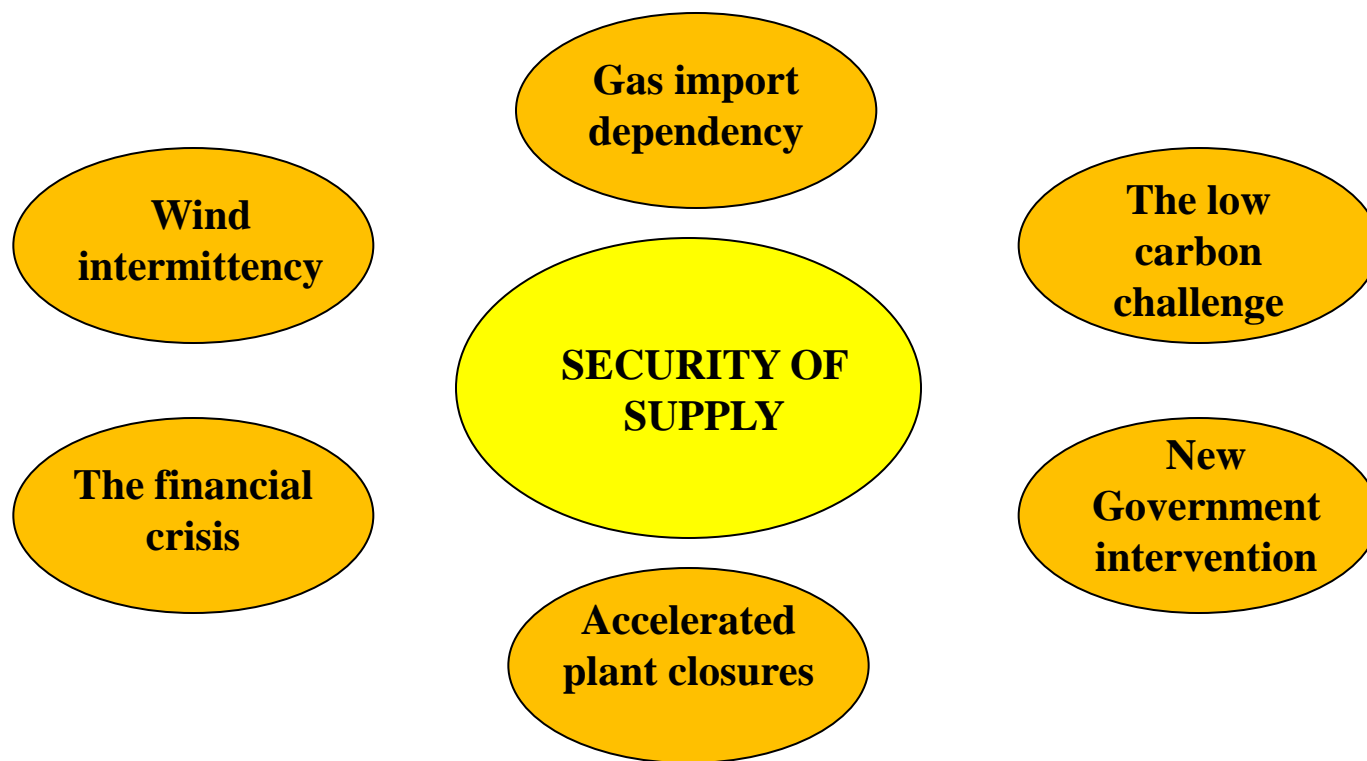 Gas import
dependency
Wind
intermittency
The low
carbon
challenge
SECURITY OF
SUPPLY
The financial
crisis
New
Government
intervention
Accelerated
plant closures